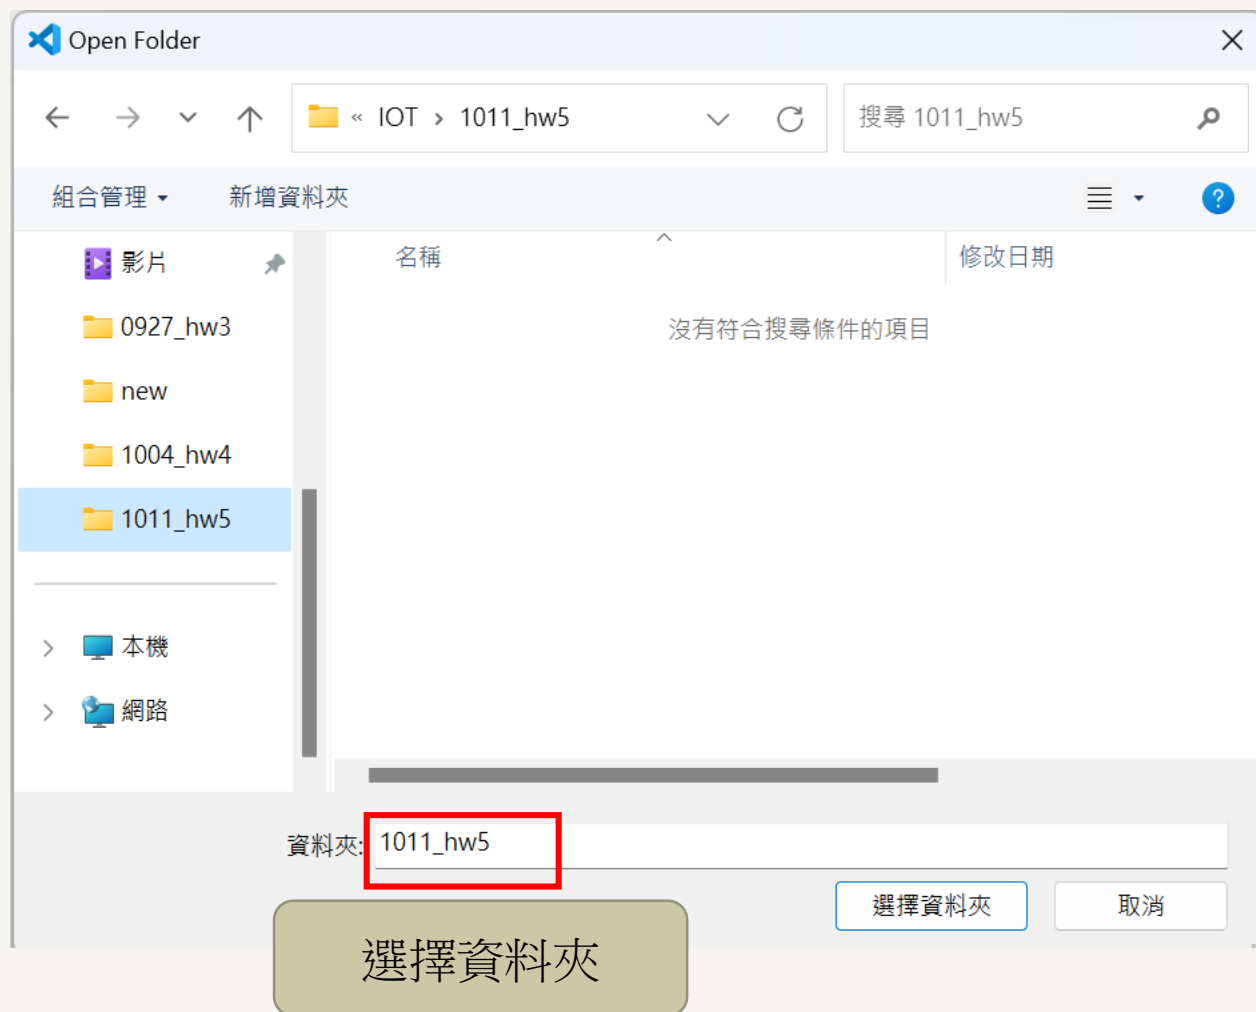 Open Folder
« IOT › 1011_hw5
搜尋 1011_hw5
組合管理
新增資料夾
名稱
修改日期
影片
沒有符合搜尋條件的項目
0927_hw3
new
1004_hw4
1011_hw5
本機
網路
資料夾: 1011_hw5
選擇資料夾
取消
選擇資料夾